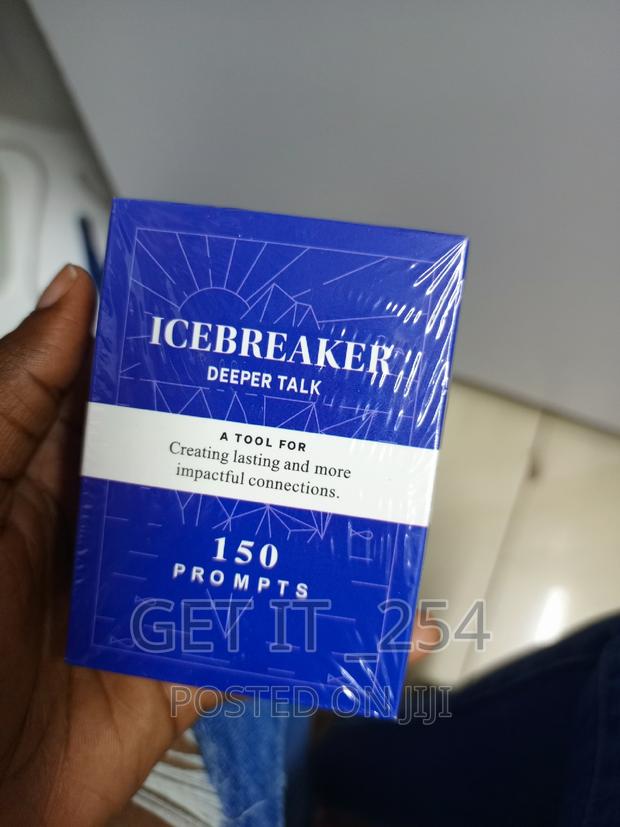 ICEBREAKER
DEEPER TALK
A TOOL FOR
Creating lasting and more
impactful connections.
150
PROMPTS
GET IT _254
POSTED ON JIJI